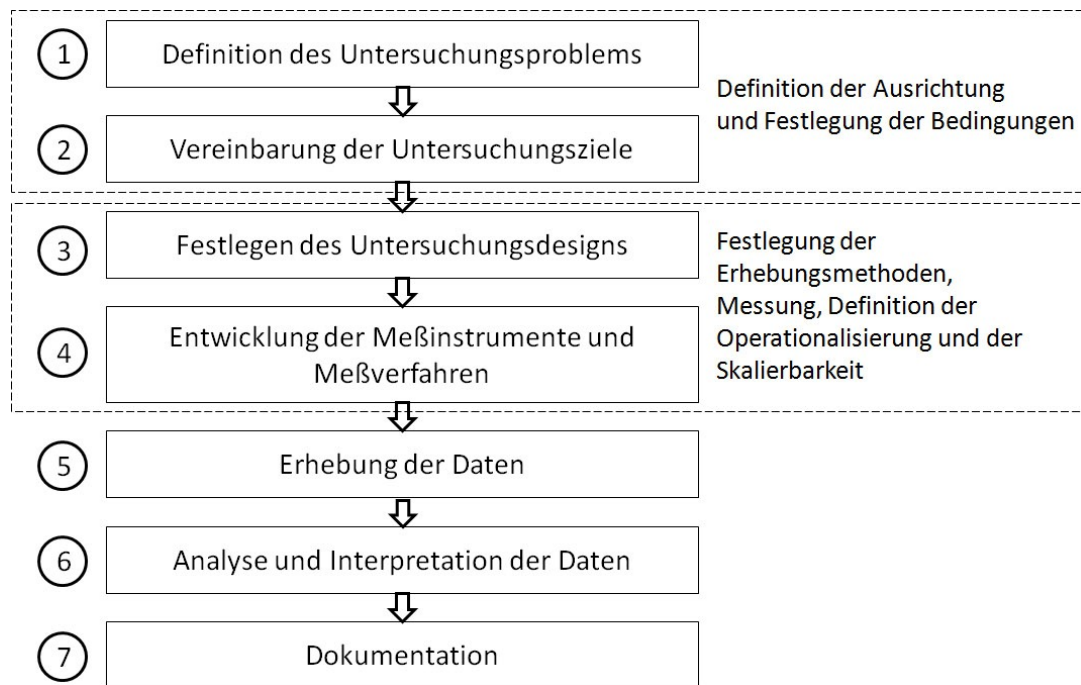 1
Definition des Untersuchungsproblems
2
Vereinbarung der Untersuchungsziele
Definition der Ausrichtung
und Festlegung der Bedingungen
3
Festlegen des Untersuchungsdesigns
4
Entwicklung der Meßinstrumente und
Meßverfahren
Festlegung der
Erhebungsmethoden,
Messung, Definition der
Operationalisierung und der
Skalierbarkeit
5
Erhebung der Daten
6
Analyse und Interpretation der Daten
7
Dokumentation